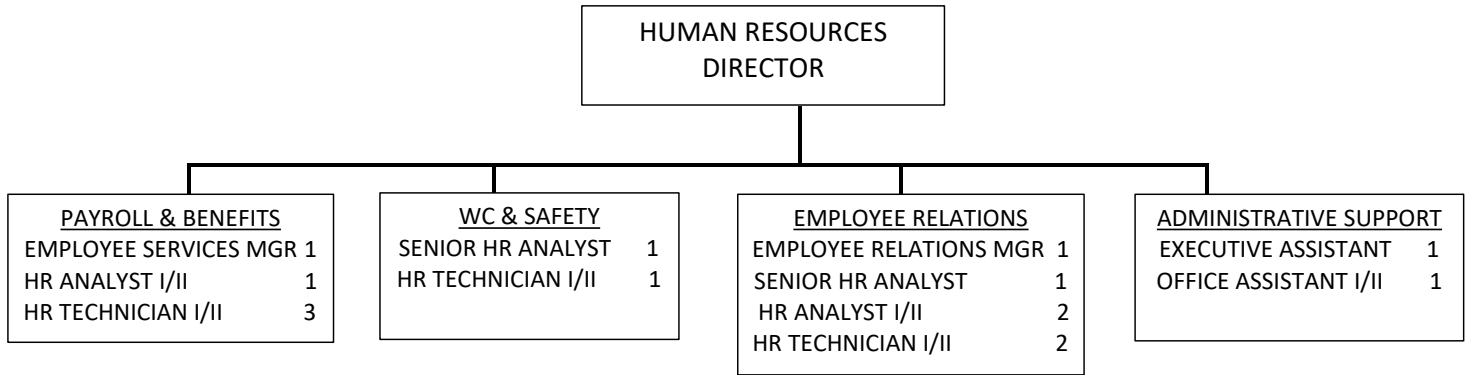 HUMAN RESOURCES
DIRECTOR
PAYROLL & BENEFITS
EMPLOYEE SERVICES MGR 1
HR ANALYST I/II 1
HR TECHNICIAN I/II 3
WC & SAFETY
SENIOR HR ANALYST 1
HR TECHNICIAN I/II 1
EMPLOYEE RELATIONS
EMPLOYEE RELATIONS MGR 1
SENIOR HR ANALYST 1
HR ANALYST I/II 2
HR TECHNICIAN I/II 2
ADMINISTRATIVE SUPPORT
EXECUTIVE ASSISTANT 1
OFFICE ASSISTANT I/II 1